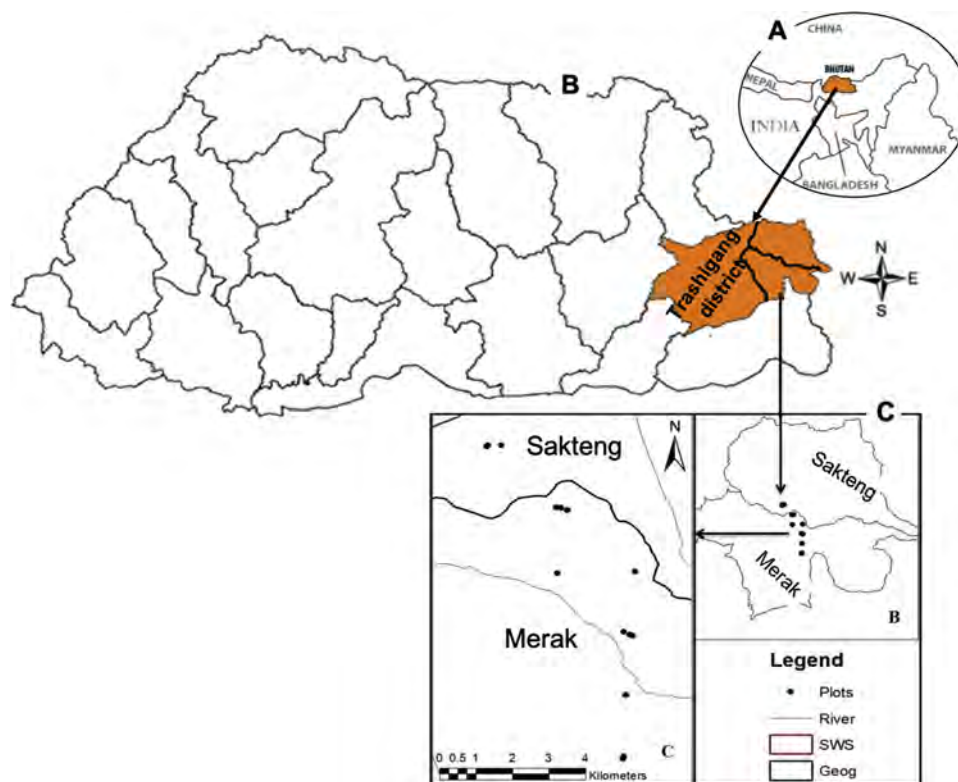 A
CHINA
B
BHUTAN
NEPAL
INDIA
MYANMAR
BANGLADESH
Trashigang
district
N
W E
S
C
N
Sakteng
Sakteng
Merak
Merak
B
Legend
Plots
River
SWS
Geog
C
0 0.5 1 2 3 4
Kilometers